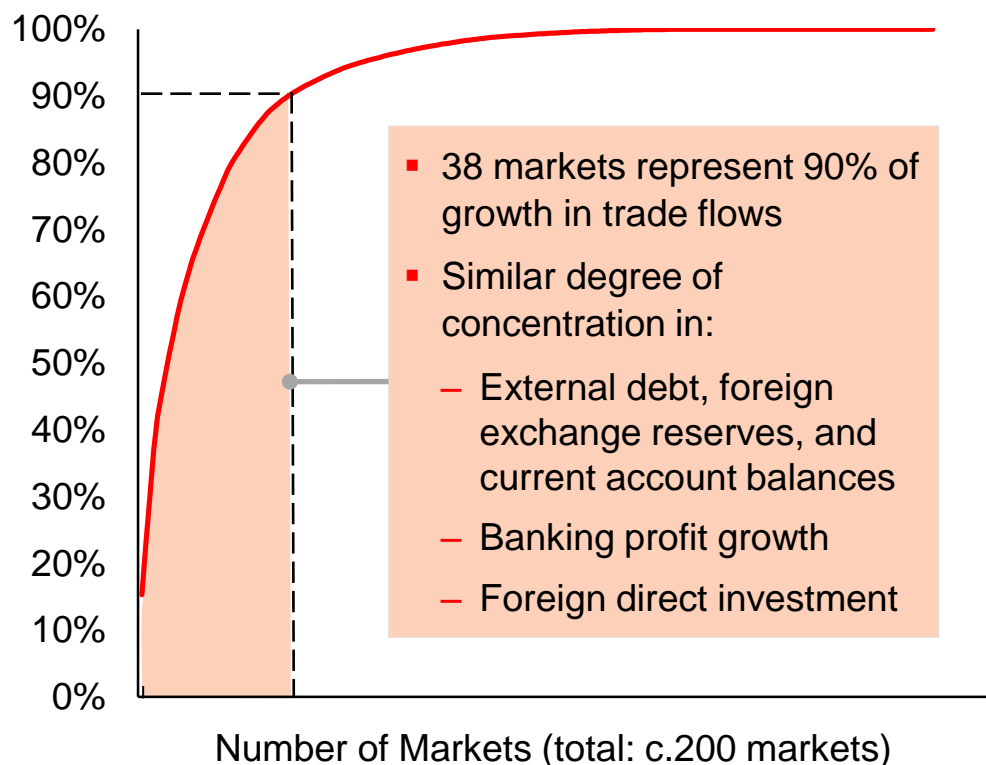 100%
90%
80%
70%
60%
50%
40%
30%
20%
10%
0%
▪ 38 markets represent 90% of
growth in trade flows
▪ Similar degree of
concentration in:
– External debt, foreign
exchange reserves, and
current account balances
– Banking profit growth
– Foreign direct investment
Number of Markets (total: c.200 markets)